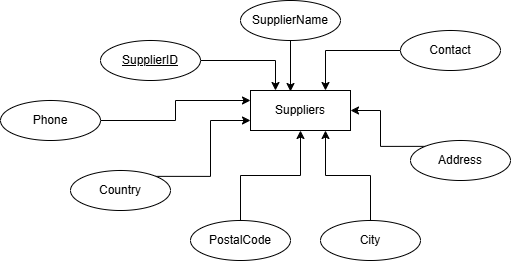 SupplierName
SupplierID
Contact
Suppliers
Phone
Address
Country
PostalCode
City